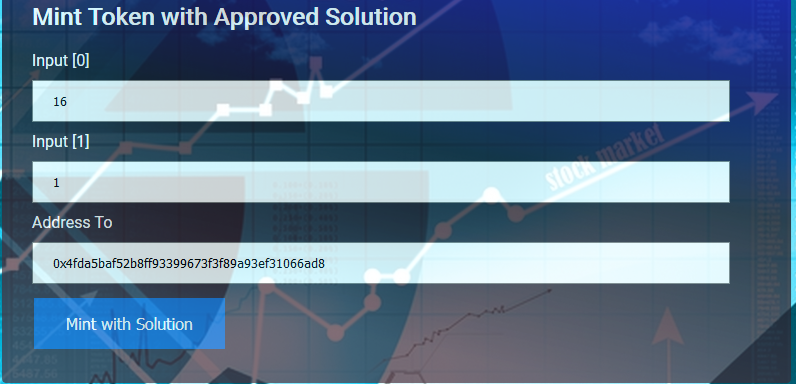 Mint Token with Approved Solution
Input [0]
16
Input [1]
1
stock market
Address To
0x4fda5baf52b8ff93399673f3f89a93ef31066ad8
Mint with Solution